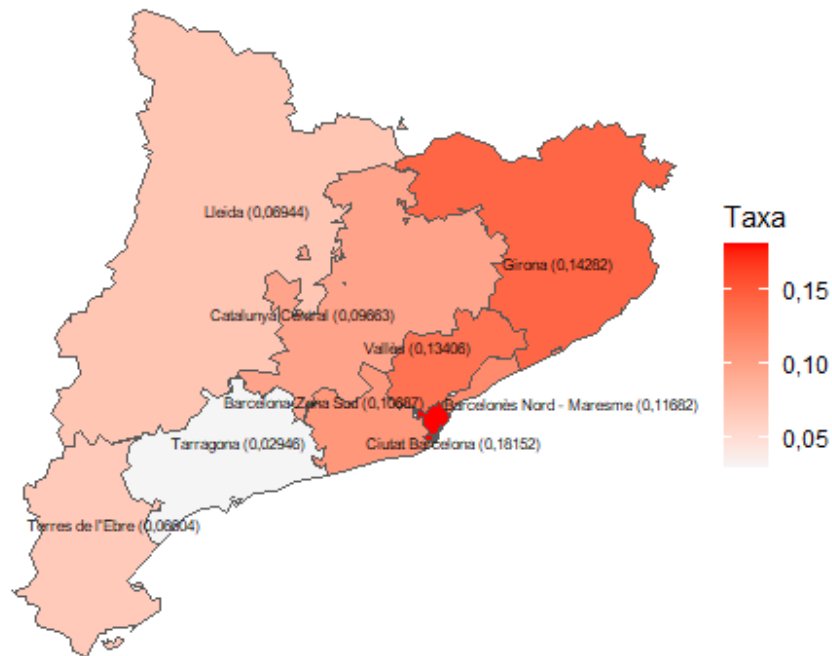 Lleida (0,06944)
Taxa
Girona (0,14282)
0,15
Catalunya Central (0,09663)
Vallès (0,13406)
0,10
Barcelona Zona Sud (0,10687)
Barcelonès Nord - Maresme (0,11682)
Tarragona (0,02946)
Ciutat Barcelona (0,18152)
0,05
Terres de l'Ebre (0,06804)